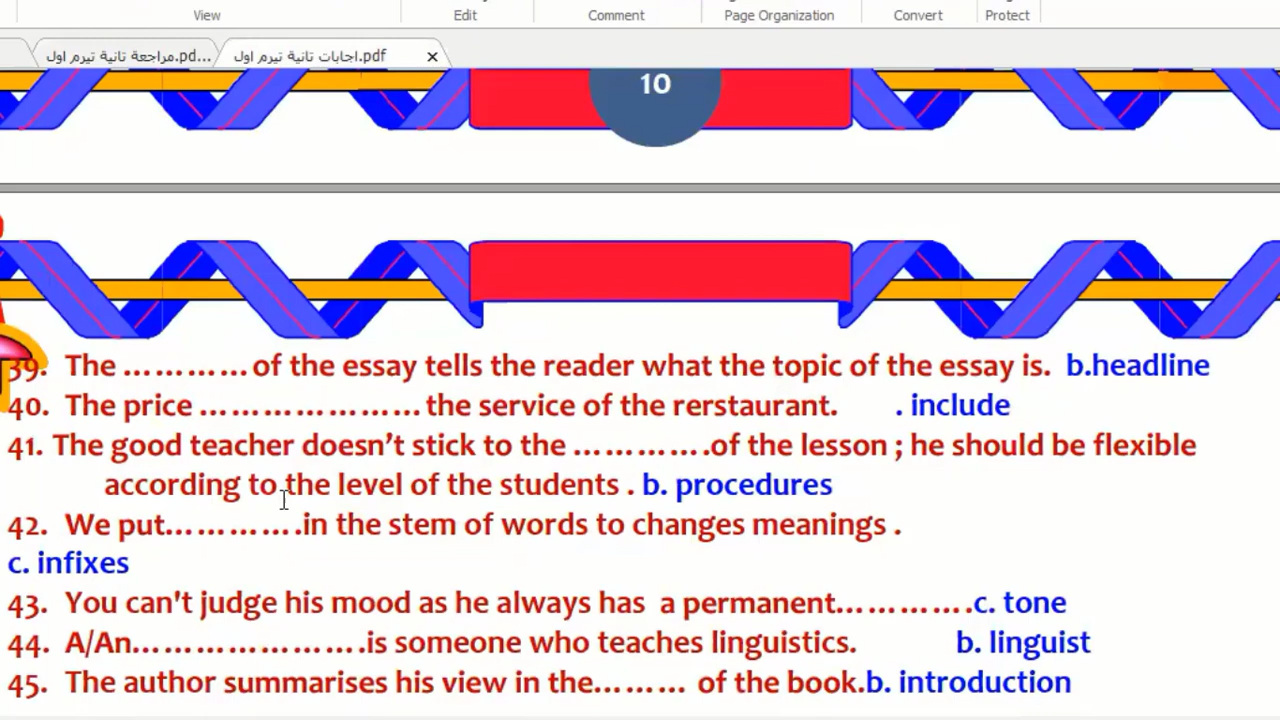 View Edit Comment Page Organization Convert Protect
مراجعة تانية تيرم اول.pd... اجابات تانية تيرم اول.pdf
10
39. The ………… of the essay tells the reader what the topic of the essay is. b.headline
40. The price ………………… the service of the rerstaurant. . include
41. The good teacher doesn’t stick to the ………….of the lesson ; he should be flexible
according to the level of the students . b. procedures
42. We put………….in the stem of words to changes meanings .
c. infixes
43. You can't judge his mood as he always has a permanent………….c. tone
44. A/An………………….is someone who teaches linguistics. b. linguist
45. The author summarises his view in the……… of the book.b. introduction